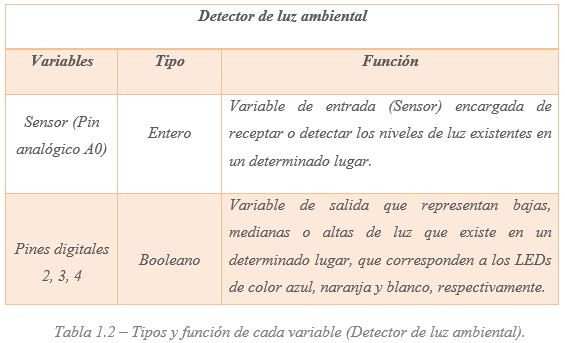 Detector de luz ambiental
Variables Tipo Función
Sensor (Pin
analógico A0)
Entero
Variable de entrada (Sensor) encargada de
receptar o detectar los niveles de luz existentes en
un determinado lugar.
Pines digitales
2, 3, 4
Booleano
Variable de salida que representan bajas,
medianas o altas de luz que existe en un
determinado lugar, que corresponden a los LEDs
de color azul, naranja y blanco, respectivamente.
Tabla 1.2 – Tipos y función de cada variable (Detector de luz ambiental).